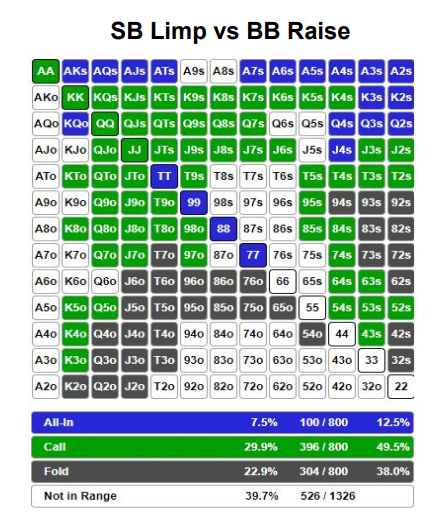 SB Limp vs BB Raise
AA AKs AQs AJs ATs A9s A8s A7s A6s A5s A4s A3s A2s
AKo KK KQs KJs KTs K9s K8s K7s K6s K5s K4s K3s K2s
AQo KQo QQ QJs QTs Q9s Q8s Q7s Q6s Q5s Q4s Q3s Q2s
AJo KJo QJo JJ JTs J9s J8s J7s J6s J5s J4s J3s J2s
ATo KTo QTo JTo TT T9s T8s T7s T6s T5s T4s T3s T2s
A9o K9o Q9o J9o T9o 99 98s 97s 96s 95s 94s 93s 92s
A8o K8o Q8o J8o T8o 98o 88 87s 86s 85s 84s 83s 82s
A7o K7o Q7o J7o T7o 97o 87o 77 76s 75s 74s 73s 72s
A6o K6o Q6o J6o T6o 96o 86o 76o 66 65s 64s 63s 62s
A5o K5o Q5o J5o T5o 95o 85o 75o 65o 55 54s 53s 52s
A4o K4o Q4o J4o T4o 94o 84o 74o 64o 54o 44 43s 42s
A3o K3o Q3o J3o T3o 93o 83o 73o 63o 53o 43o 33 32s
A2o K2o Q2o J2o T2o 92o 82o 72o 62o 52o 42o 32o 22
All-In 7.5% 100 / 800 12.5%
Call 29.9% 396 / 800 49.5%
Fold 22.9% 304 / 800 38.0%
Not in Range 39.7% 526 / 1326